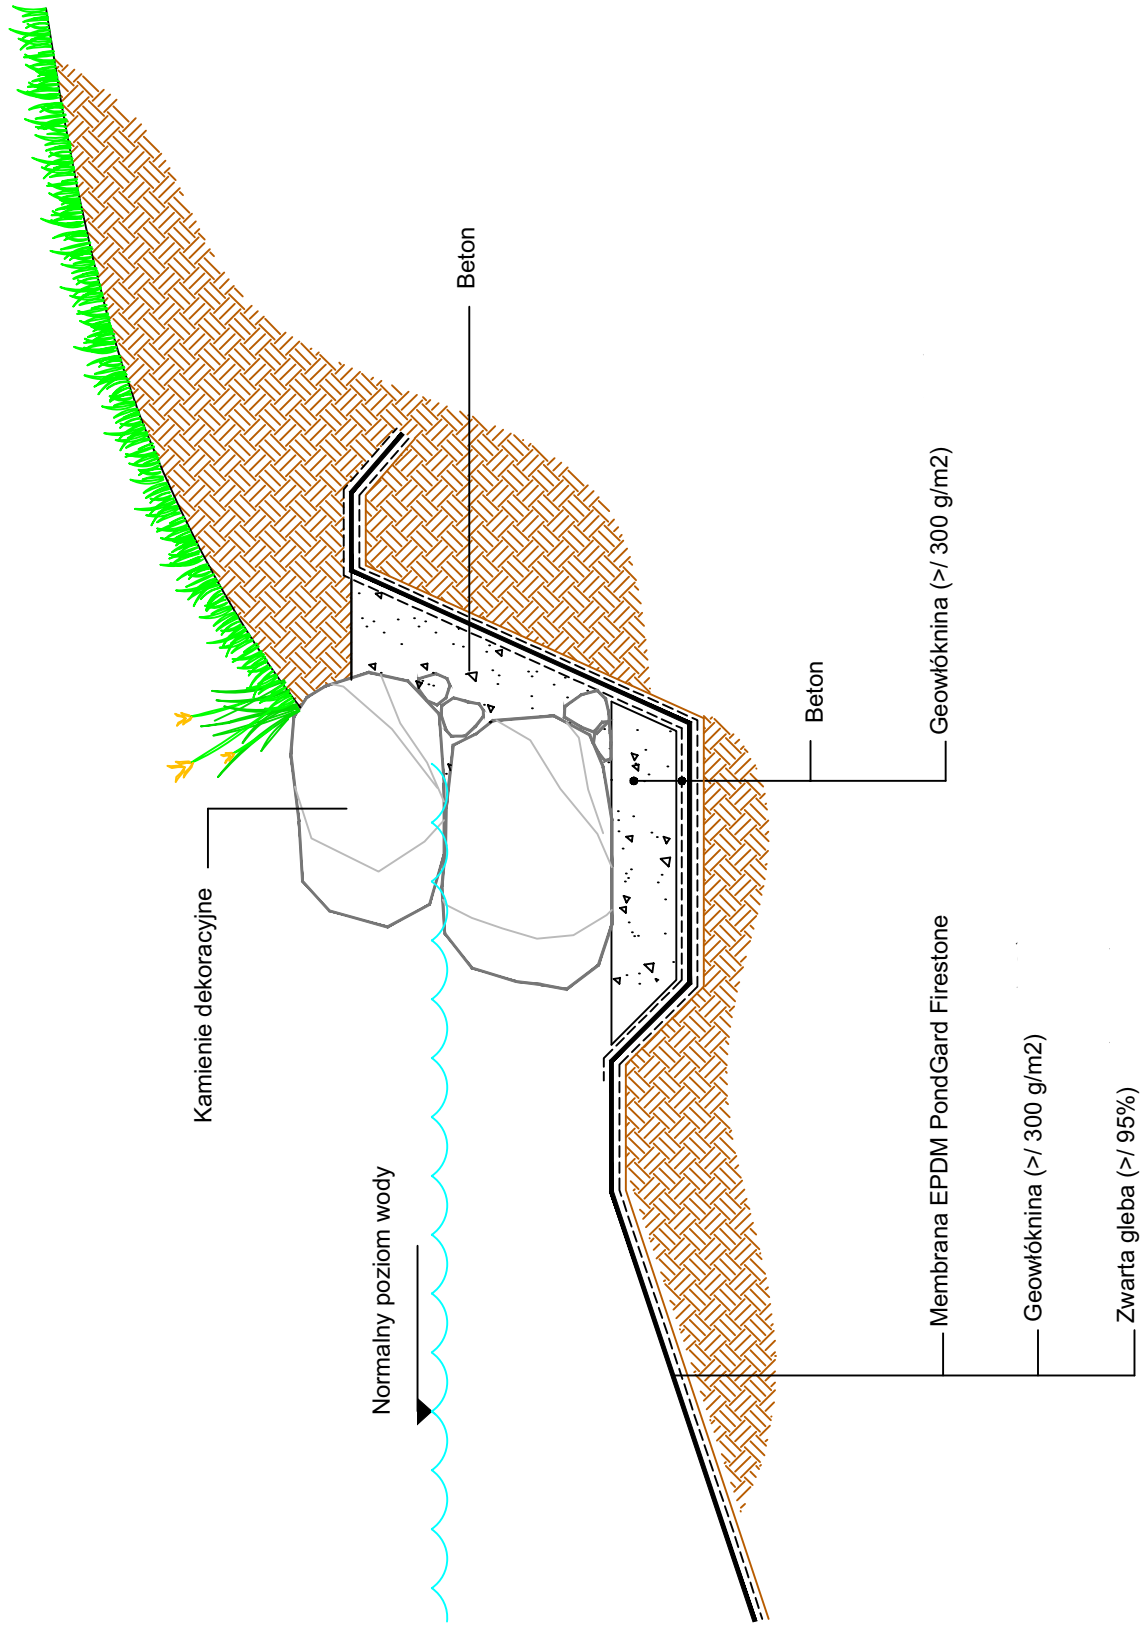 Kamienie dekoracyjne
Normalny poziom wody
Beton
Beton
Geowłóknina (>/ 300 g/m2)
Membrana EPDM PondGard Firestone
Geowłóknina (>/ 300 g/m2)
Zwarta gleba (>/ 95%)